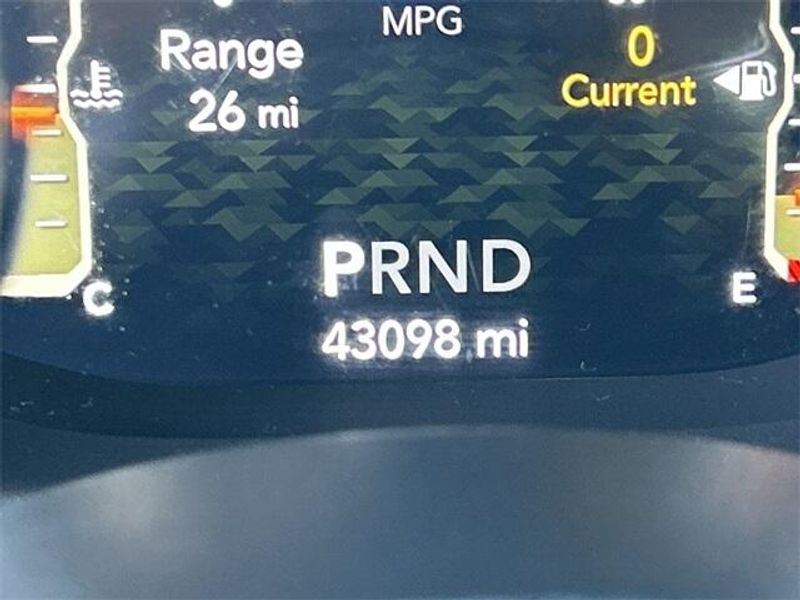 MPG
Range
26 mi
0
Current
PRND
C
E
43098 mi